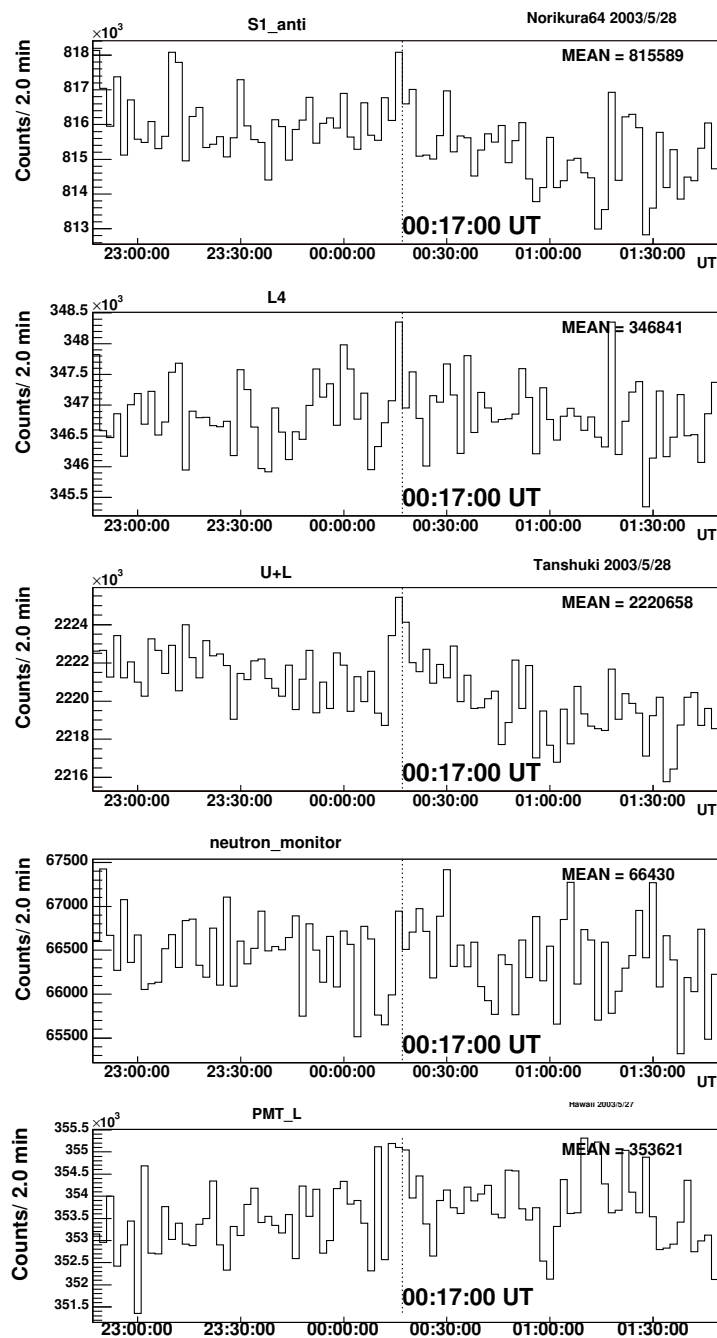 S1_anti
Norikura64 2003/5/28
×10³
MEAN = 815589
Counts/ 2.0 min
818
817
816
815
814
813
00:17:00 UT
23:00:00 23:30:00 00:00:00 00:30:00 01:00:00 01:30:00
UT
L4
×10³
MEAN = 346841
Counts/ 2.0 min
348.5
348
347.5
347
346.5
346
345.5
00:17:00 UT
23:00:00 23:30:00 00:00:00 00:30:00 01:00:00 01:30:00
UT
U+L
Tanshuki 2003/5/28
×10³
MEAN = 2220658
Counts/ 2.0 min
2224
2222
2220
2218
2216
00:17:00 UT
23:00:00 23:30:00 00:00:00 00:30:00 01:00:00 01:30:00
UT
neutron_monitor
MEAN = 66430
Counts/ 2.0 min
67500
67000
66500
66000
65500
00:17:00 UT
23:00:00 23:30:00 00:00:00 00:30:00 01:00:00 01:30:00
UT
PMT_L
Hawaii 2003/5/27
×10³
MEAN = 353621
Counts/ 2.0 min
355.5
355
354.5
354
353.5
353
352.5
352
351.5
00:17:00 UT
23:00:00 23:30:00 00:00:00 00:30:00 01:00:00 01:30:00
UT